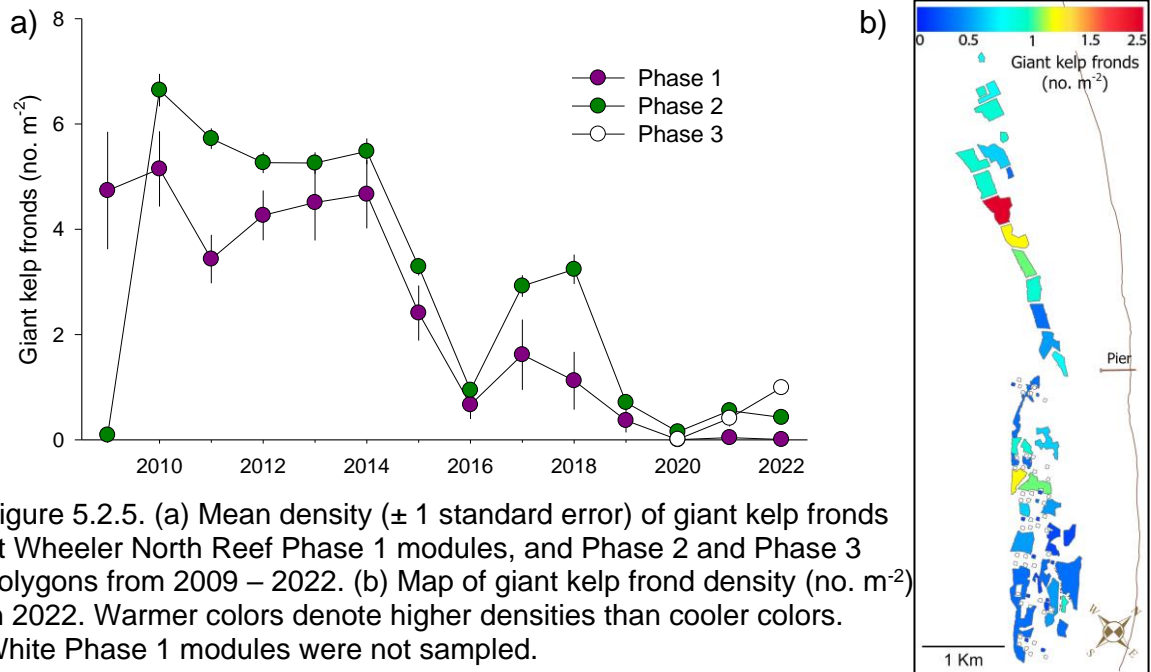 a)
8
6
4
2
0
Giant kelp fronds (no. m-2)
Phase 1
Phase 2
Phase 3
2010 2012 2014 2016 2018 2020 2022
b)
0 0.5 1 1.5 2.5
Giant kelp fronds
(no. m-2)
Pier
W N
S E
1 Km
igure 5.2.5. (a) Mean density (± 1 standard error) of giant kelp fronds
t Wheeler North Reef Phase 1 modules, and Phase 2 and Phase 3
olygons from 2009 – 2022. (b) Map of giant kelp frond density (no. m-2)
n 2022. Warmer colors denote higher densities than cooler colors.
White Phase 1 modules were not sampled.